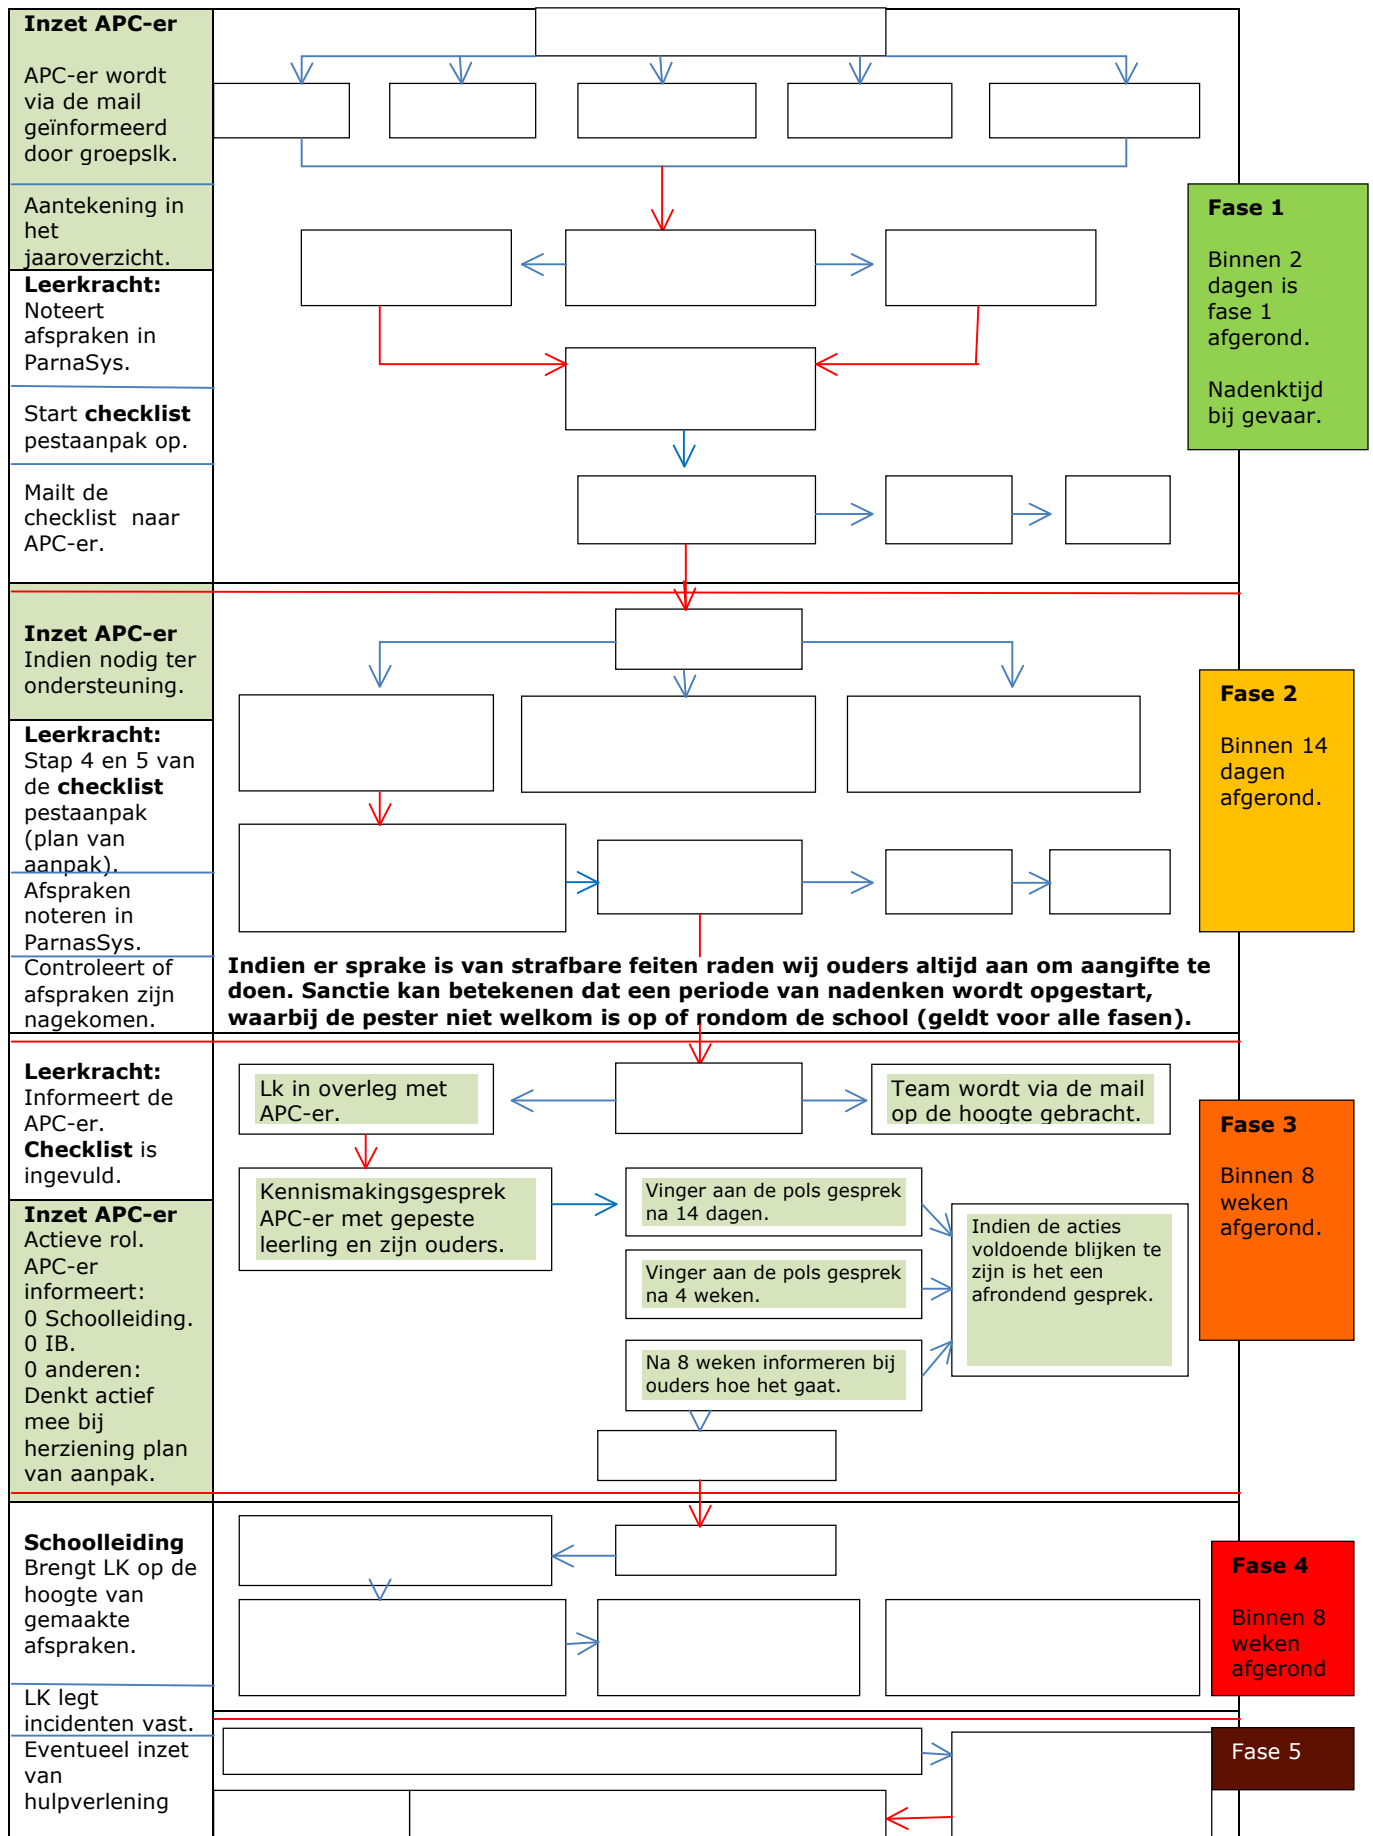 Inzet APC-er
APC-er wordt
via de mail
geïnformeerd
door groepslk.
Aantekening in
het
jaaroverzicht.
Leerkracht:
Noteert
afspraken in
ParnaSys.
Start checklist
pestaanpak op.
Mailt de
checklist  naar
APC-er.
Fase 1
Binnen 2
dagen is
fase 1
afgerond.
Nadenktijd
bij gevaar.
Inzet APC-er
Indien nodig ter
ondersteuning.
Leerkracht:
Stap 4 en 5 van
de checklist
pestaanpak
(plan van
aanpak).
Afspraken
noteren in
ParnasSys.
Controleert of
afspraken zijn
nagekomen.
Fase 2
Binnen 14
dagen
afgerond.
Indien er sprake is van strafbare feiten raden wij ouders altijd aan om aangifte te
doen. Sanctie kan betekenen dat een periode van nadenken wordt opgestart,
waarbij de pester niet welkom is op of rondom de school (geldt voor alle fasen).
Leerkracht:
Informeert de
APC-er.
Checklist is
ingevuld.
Inzet APC-er
Actieve rol.
APC-er
informeert:
0 Schoolleiding.
0 IB.
0 anderen:
Denkt actief
mee bij
herziening plan
van aanpak.
Lk in overleg met
APC-er.
Team wordt via de mail
op de hoogte gebracht.
Kennismakingsgesprek
APC-er met gepeste
leerling en zijn ouders.
Vinger aan de pols gesprek
na 14 dagen.
Vinger aan de pols gesprek
na 4 weken.
Na 8 weken informeren bij
ouders hoe het gaat.
Indien de acties
voldoende blijken te
zijn is het een
afrondend gesprek.
Fase 3
Binnen 8
weken
afgerond.
Schoolleiding
Brengt LK op de
hoogte van
gemaakte
afspraken.
LK legt
incidenten vast.
Eventueel inzet
van
hulpverlening
Fase 4
Binnen 8
weken
afgerond
Fase 5